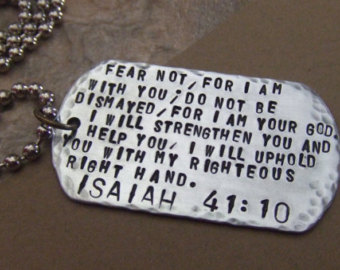 FEAR NOT/FOR I AM
WITH YOU;DO NOT BE
DISMAYED/FOR I AM YOUR GOD.
I WILL STRENGTHEN YOU AND
HELP YOU, I WILL UPHOLD
YOU WITH MY RIGHTEOUS
RIGHT HAND.
ISAIAH 41:10